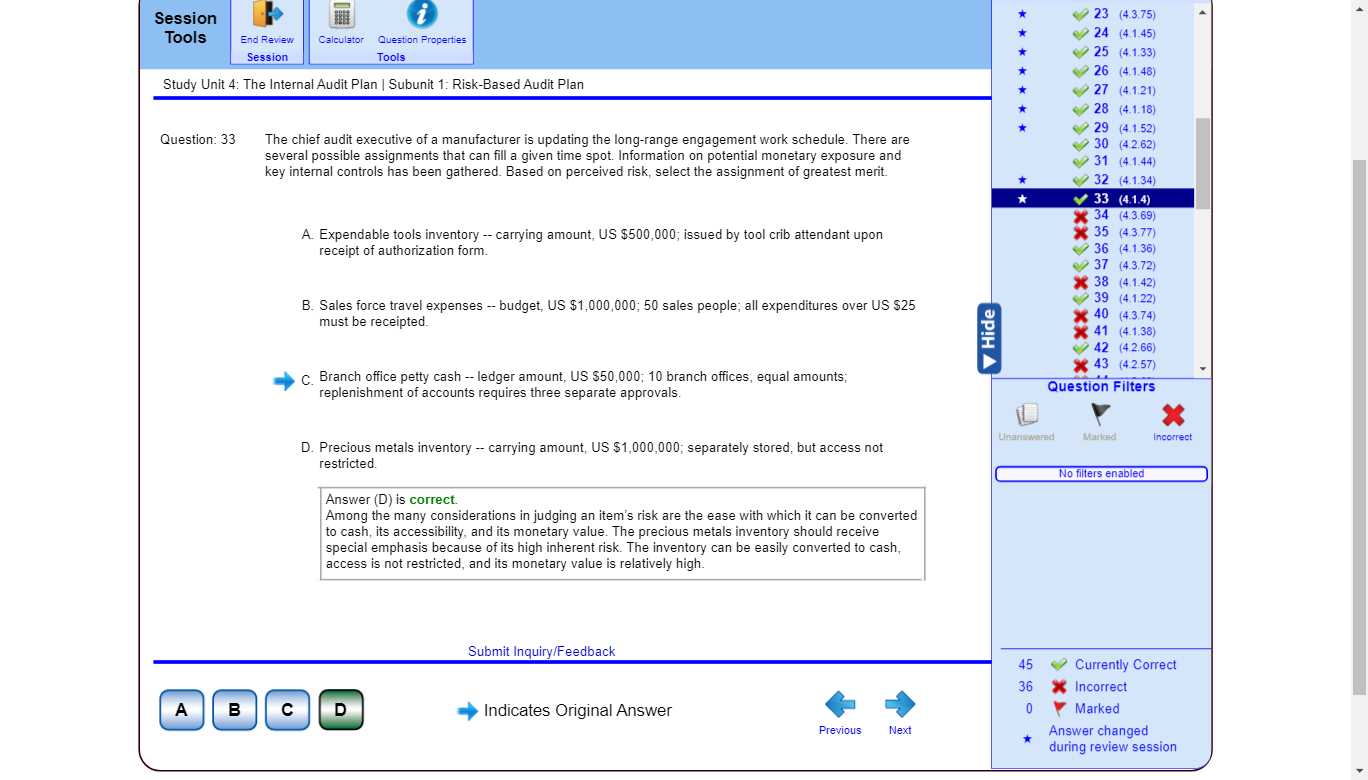 Session
Tools
End Review
Session
Calculator
Question Properties
Tools
Study Unit 4: The Internal Audit Plan | Subunit 1: Risk-Based Audit Plan
Question: 33
The chief audit executive of a manufacturer is updating the long-range engagement work schedule. There are
several possible assignments that can fill a given time spot. Information on potential monetary exposure and
key internal controls has been gathered. Based on perceived risk, select the assignment of greatest merit.
A. Expendable tools inventory -- carrying amount, US $500,000; issued by tool crib attendant upon
receipt of authorization form.
B. Sales force travel expenses -- budget, US $1,000,000; 50 sales people; all expenditures over US $25
must be receipted.
C. Branch office petty cash -- ledger amount, US $50,000; 10 branch offices, equal amounts;
replenishment of accounts requires three separate approvals.
D. Precious metals inventory -- carrying amount, US $1,000,000; separately stored, but access not
restricted.
Answer (D) is correct.
Among the many considerations in judging an item's risk are the ease with which it can be converted
to cash, its accessibility, and its monetary value. The precious metals inventory should receive
special emphasis because of its high inherent risk. The inventory can be easily converted to cash,
access is not restricted, and its monetary value is relatively high.
Submit Inquiry/Feedback
A
B
C
D
Indicates Original Answer
Previous
Next
Hide
23 (4.3.75)
24 (4.1.45)
25 (4.1.33)
26 (4.1.48)
27 (4.1.21)
28 (4.1.18)
29 (4.1.52)
30 (4.2.62)
31 (4.1.44)
32 (4.1.34)
33 (4.1.4)
34 (4.3.69)
35 (4.3.77)
36 (4.1.36)
37 (4.3.72)
38 (4.1.42)
39 (4.1.22)
40 (4.3.74)
41 (4.1.38)
42 (4.2.66)
43 (4.2.57)
Question Filters
Unanswered
Marked
Incorrect
No filters enabled
45 Currently Correct
36 Incorrect
0 Marked
Answer changed
during review session